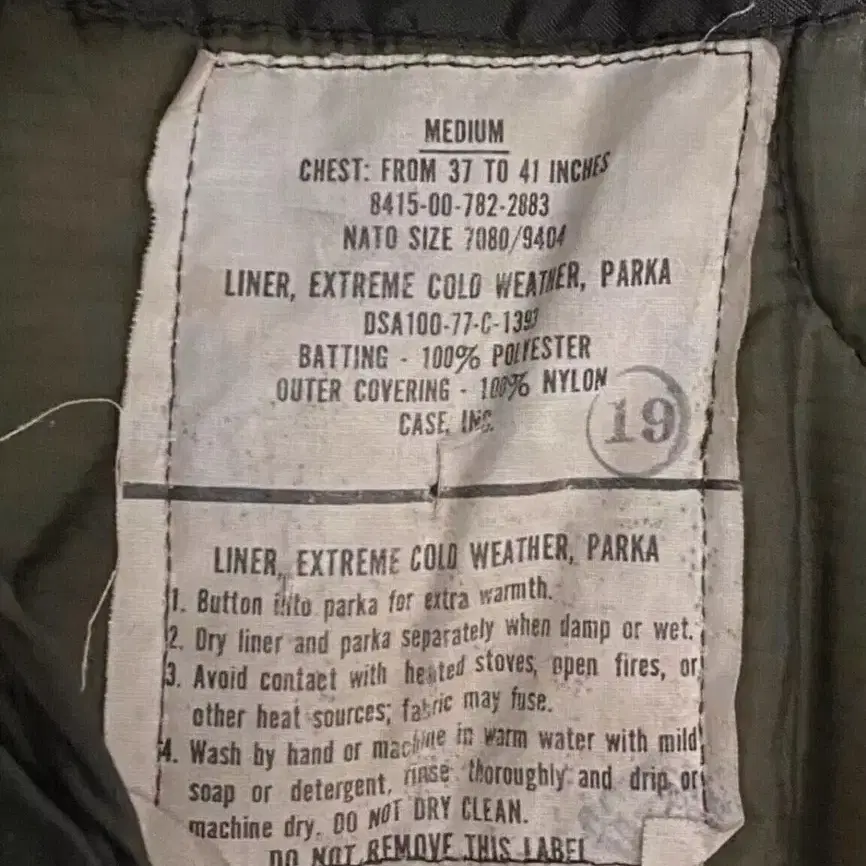 MEDIUM
CHEST: FROM 37 TO 41 INCHES
8415-00-782-2883
NATO SIZE 7080/9404
LINER, EXTREME COLD WEATHER, PARKA
DSA100-77-C-1393
BATTING - 100% POLYESTER
OUTER COVERING - 100% NYLON
CASE, INC.
19
LINER, EXTREME COLD WEATHER, PARKA
1. Button into parka for extra warmth.
2. Dry liner and parka separately when damp or wet.
3. Avoid contact with heated stoves, open fires, or
other heat sources; fabric may fuse.
4. Wash by hand or machine in warm water with mild
soap or detergent, rinse thoroughly and drip or
machine dry. DO NOT DRY CLEAN.
DO NOT REMOVE THIS LABEL